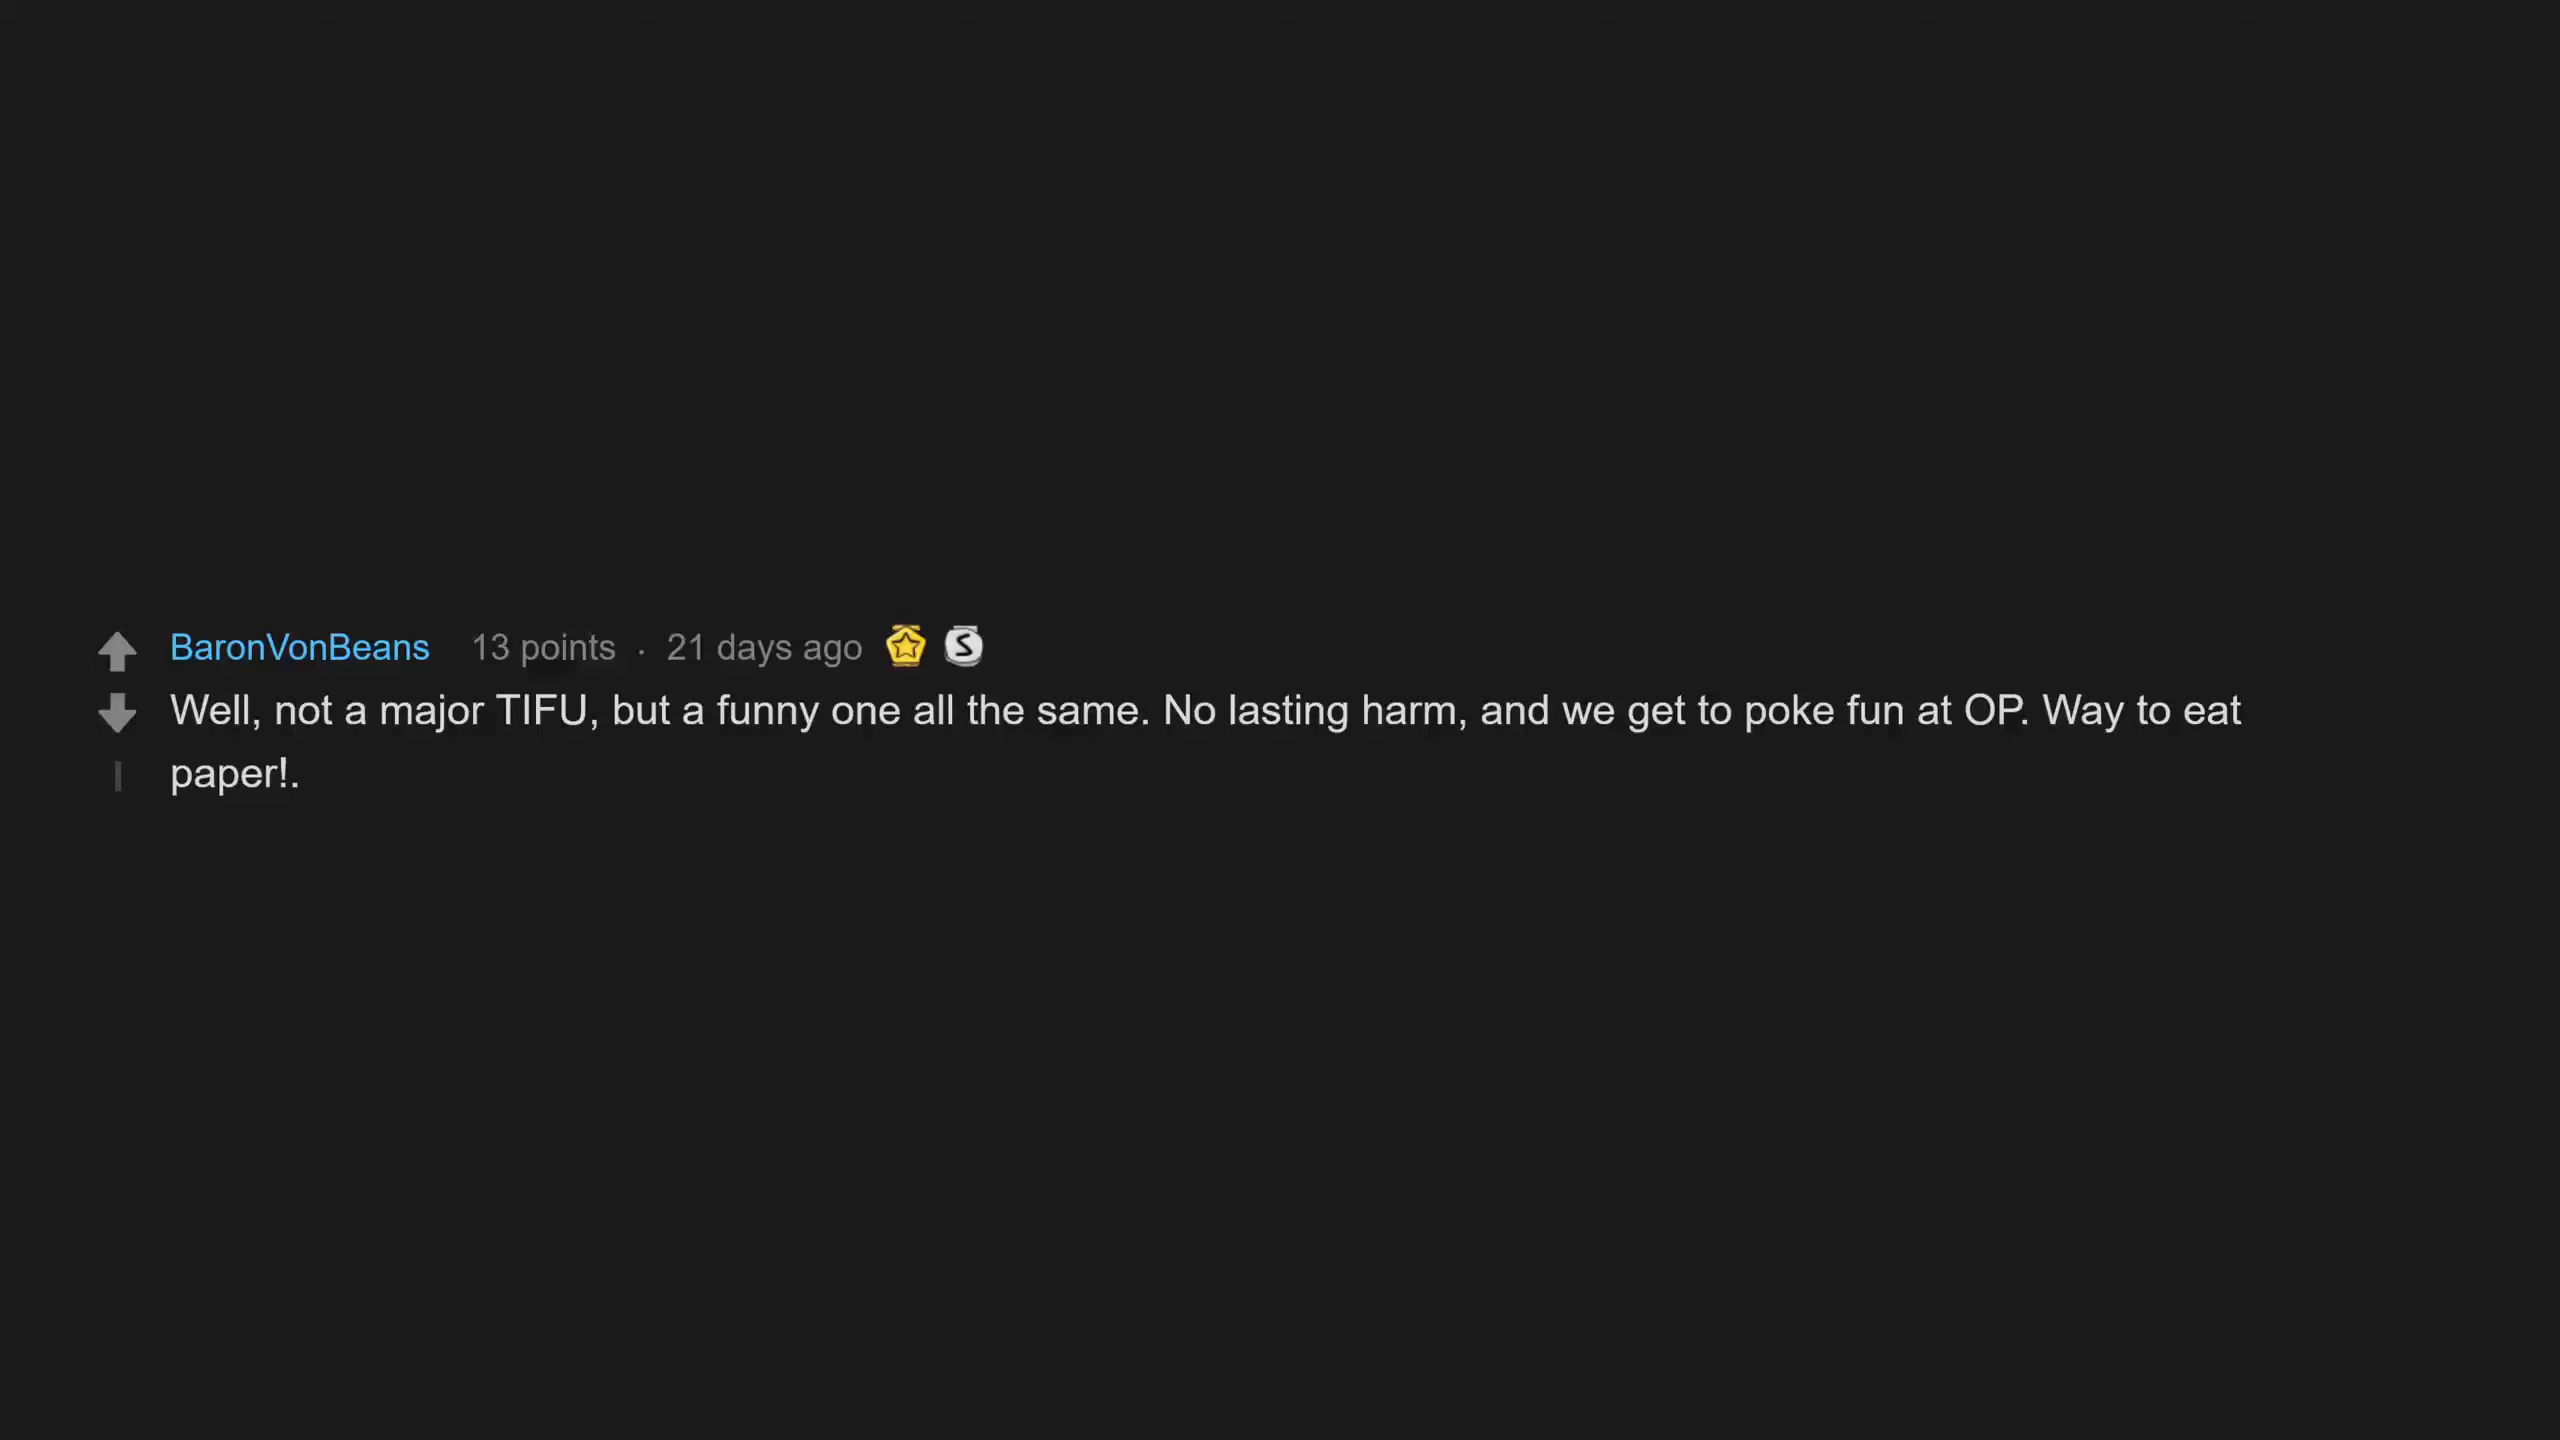 BaronVonBeans 13 points · 21 days ago
Well, not a major TIFU, but a funny one all the same. No lasting harm, and we get to poke fun at OP. Way to eat
paper!.